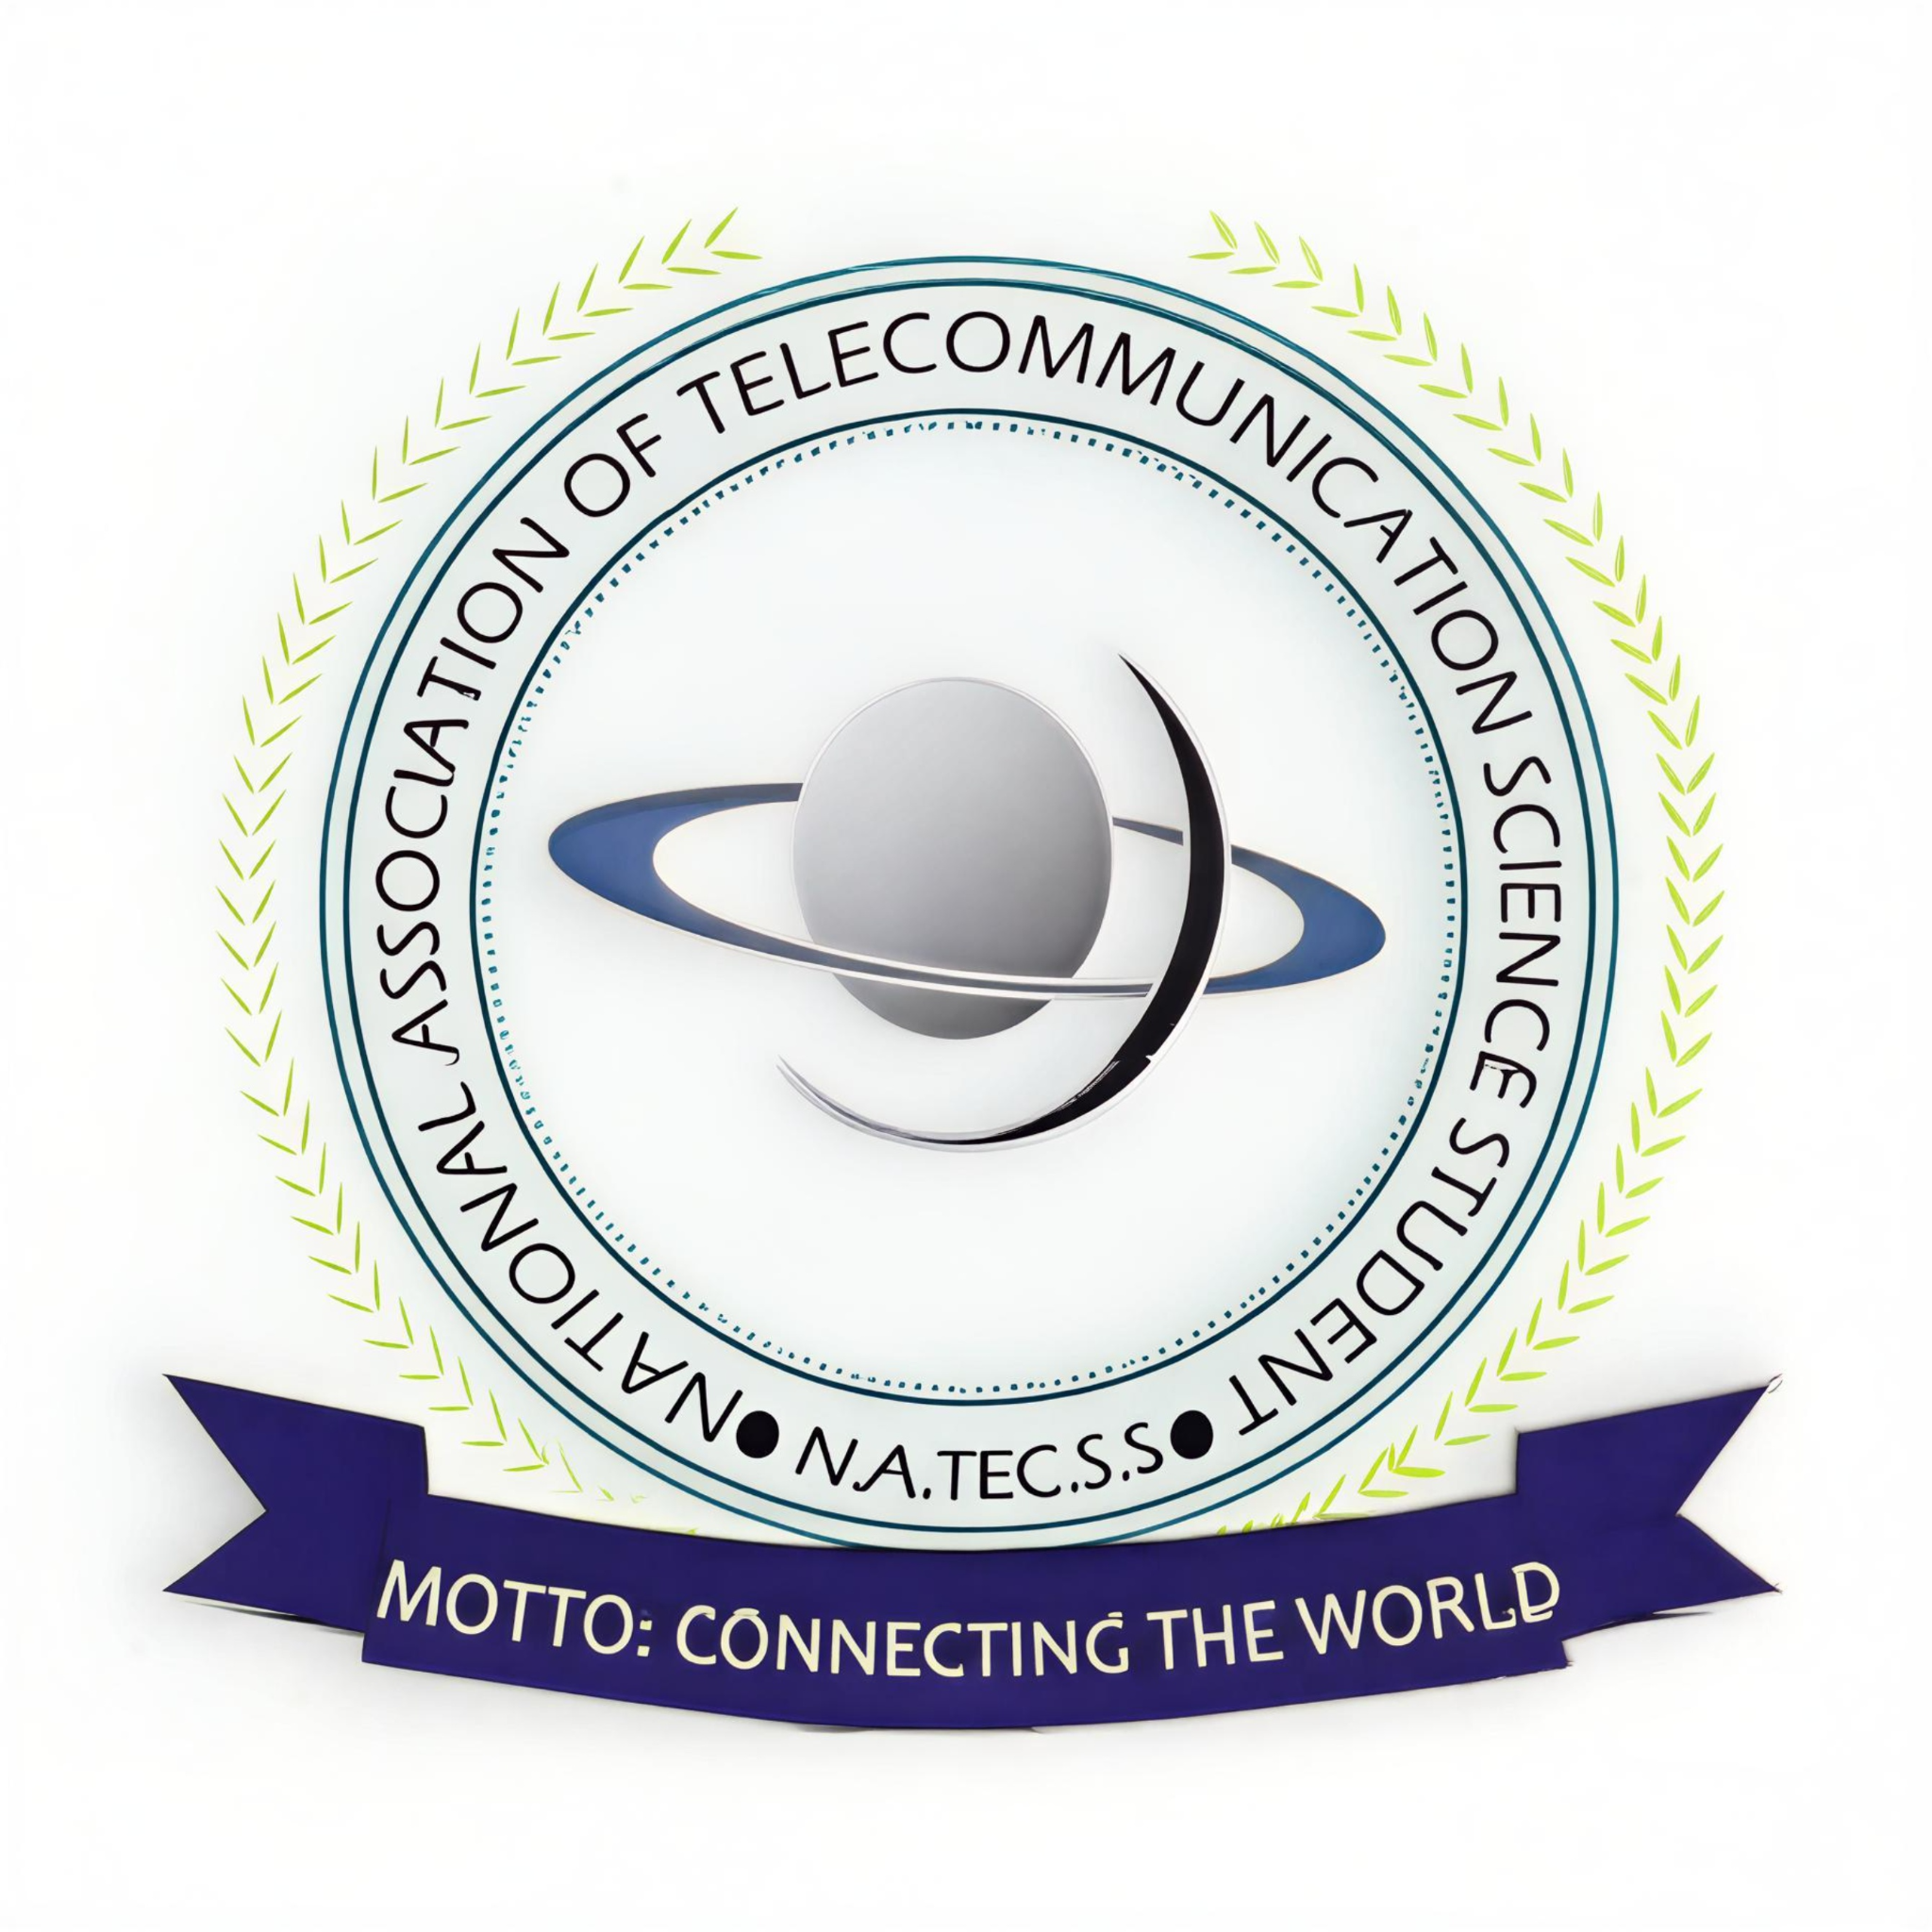 NATIONAL ASSOCIATION OF TELECOMMUNICATION SCIENCE STUDENT
N.A.TEC.S.S
MOTTO: CONNECTING THE WORLD